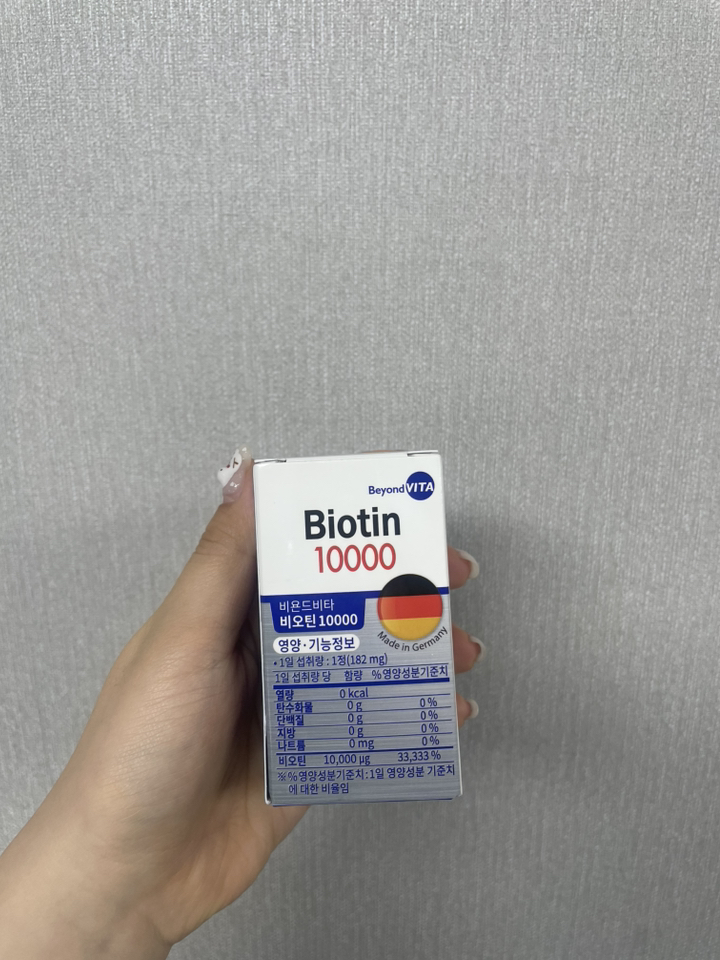 BeyondVITA
Biotin
10000
비욘드비타
비오틴 10000
Made in Germany
영양·기능정보
• 1일 섭취량 : 1정(182 mg)
1일 섭취량 당 함량 %영양성분기준치
열량 0 kcal
탄수화물 0 g 0 %
단백질 0 g 0 %
지방 0 g 0 %
나트륨 0 mg 0 %
비오틴 10,000 µg 33,333 %
※ % 영양성분기준치 : 1일 영양성분 기준치
에 대한 비율임